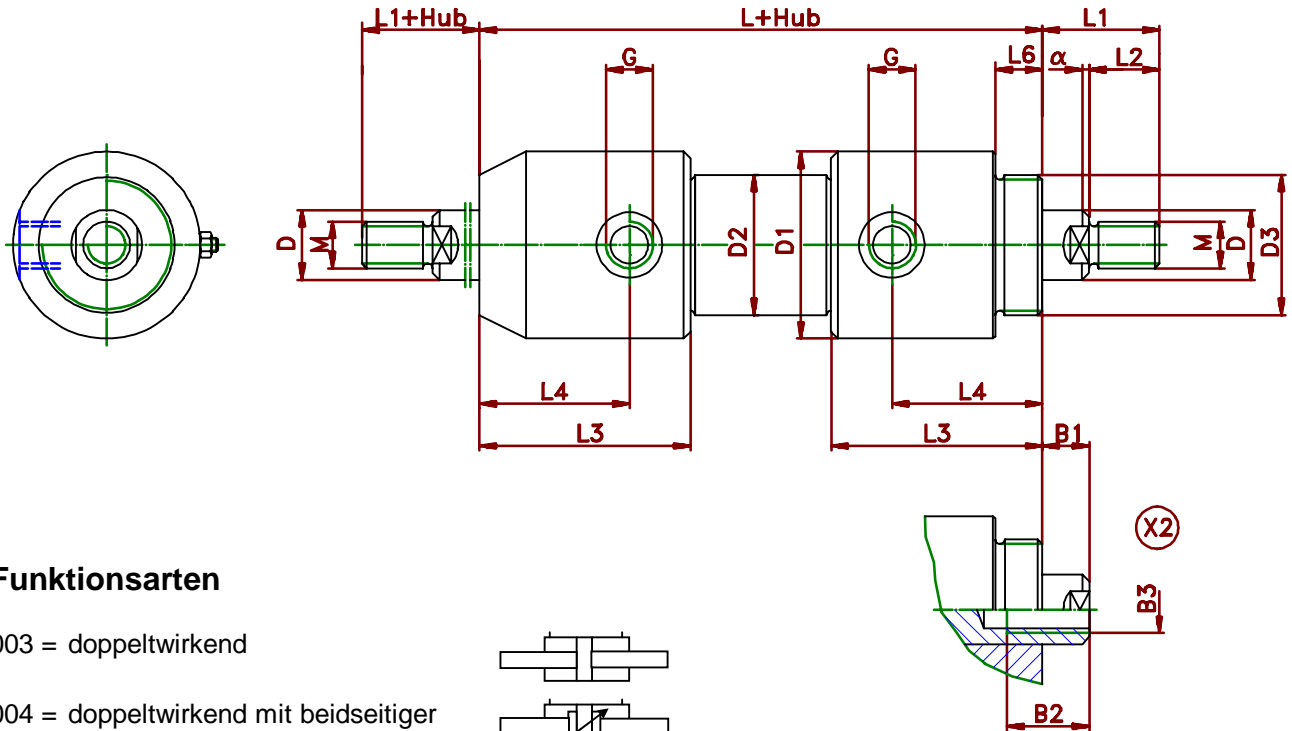 L1+Hub L+Hub L1
G G L6 α L2
D M D2 D1 M D D3
L4 L4
L3 L3 B1
X2
Funktionsarten
B3
003 = doppeltwirkend
004 = doppeltwirkend mit beidseitiger
B2